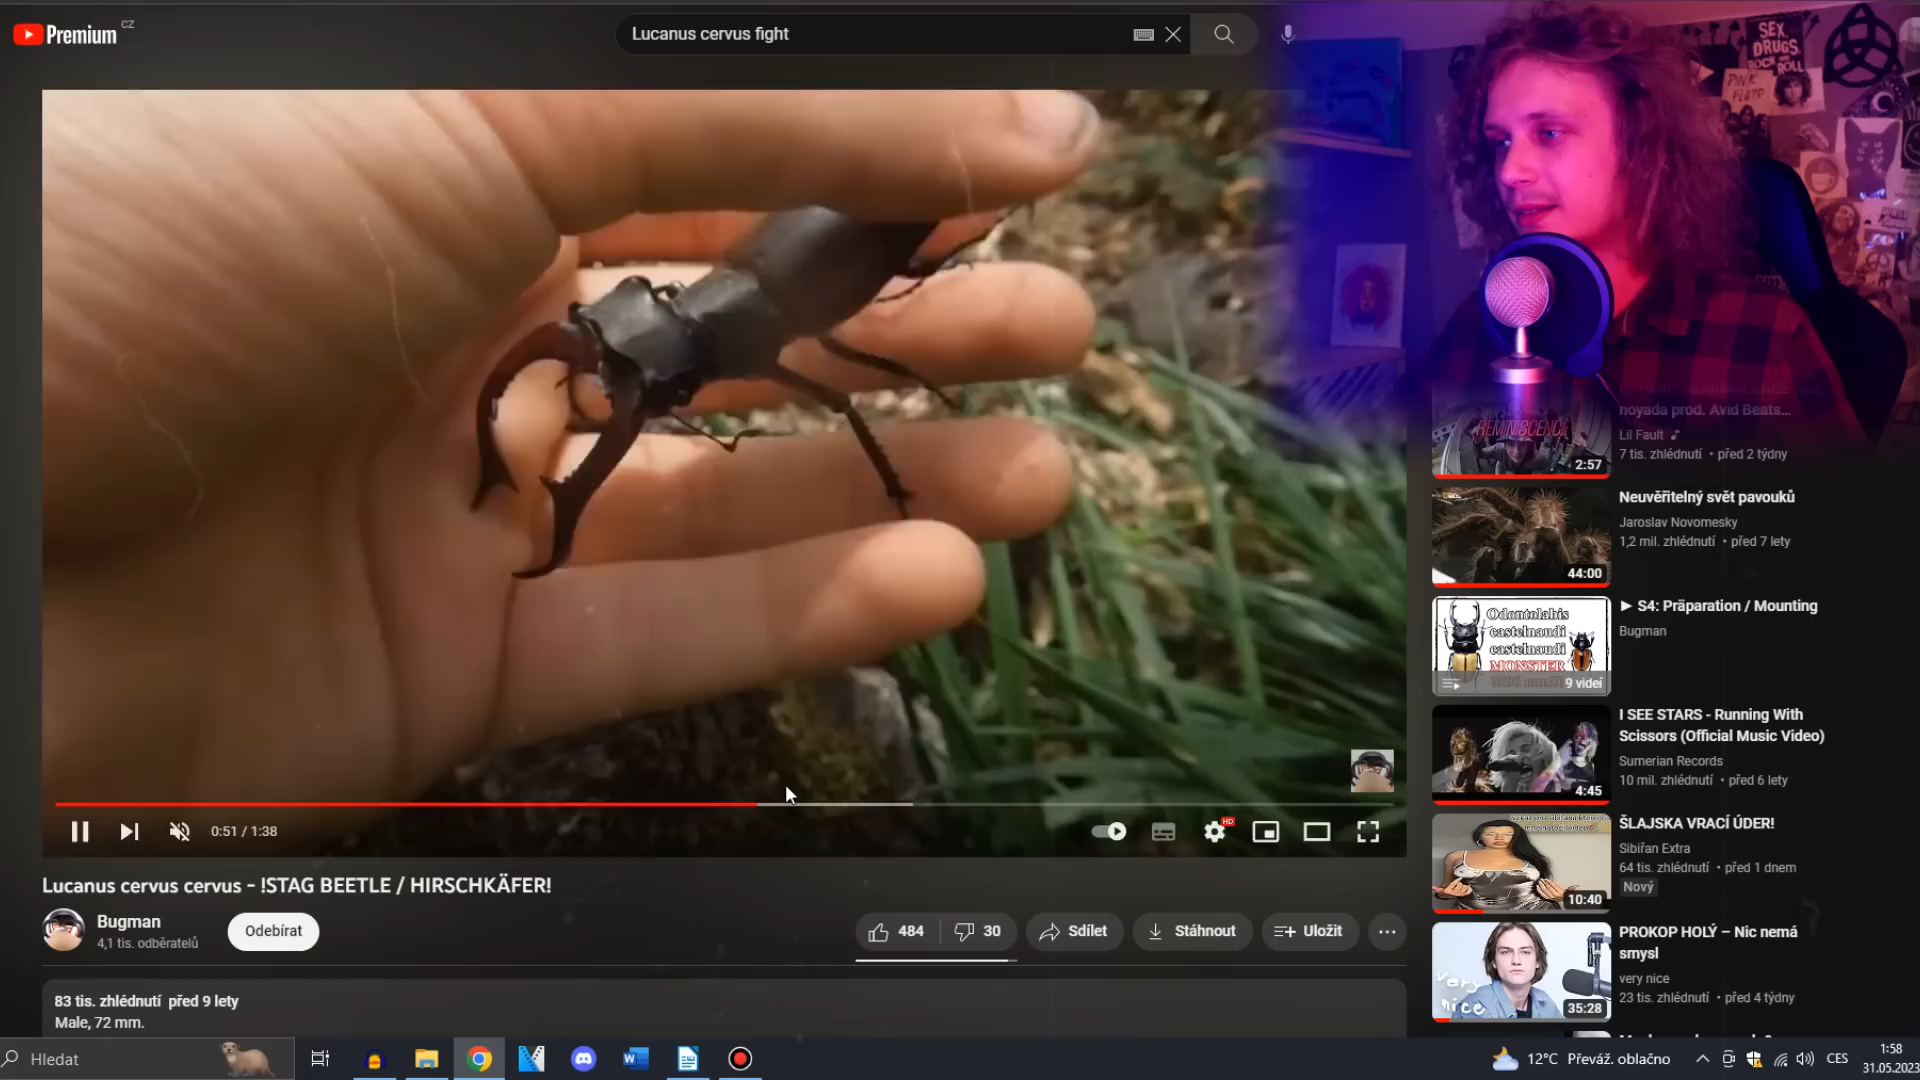 Premium CZ
Lucanus cervus fight
SEX,
DRUGS,
ROCK AND
ROLL
PINK
FLOYD
REMINISCENCE
2:57
noyada prod. Avid Beats...
Lil Fault ♪
7 tis. zhlédnutí • před 2 týdny
44:00
Neuvěřitelný svět pavouků
Jaroslav Novomesky
1,2 mil. zhlédnutí • před 7 lety
Odontolabis
castelnaudi
castelnaudi
MONSTER
9 videí
► S4: Präparation / Mounting
Bugman
4:45
I SEE STARS - Running With
Scissors (Official Music Video)
Sumerian Records
10 mil. zhlédnutí • před 6 lety
10:40
ŠLAJSKA VRACÍ ÚDER!
Sibiřan Extra
64 tis. zhlédnutí • před 1 dnem
Nový
very
nice
35:28
PROKOP HOLÝ – Nic nemá
smysl
very nice
23 tis. zhlédnutí • před 4 týdny
0:51 / 1:38
HD
Lucanus cervus cervus - !STAG BEETLE / HIRSCHKÄFER!
Bugman
4,1 tis. odběratelů
Odebírat
484
30
Sdílet
Stáhnout
Uložit
83 tis. zhlédnutí před 9 lety
Male, 72 mm.
Hledat
12°C Převáž. oblačno
CES
1:58
31.05.2023